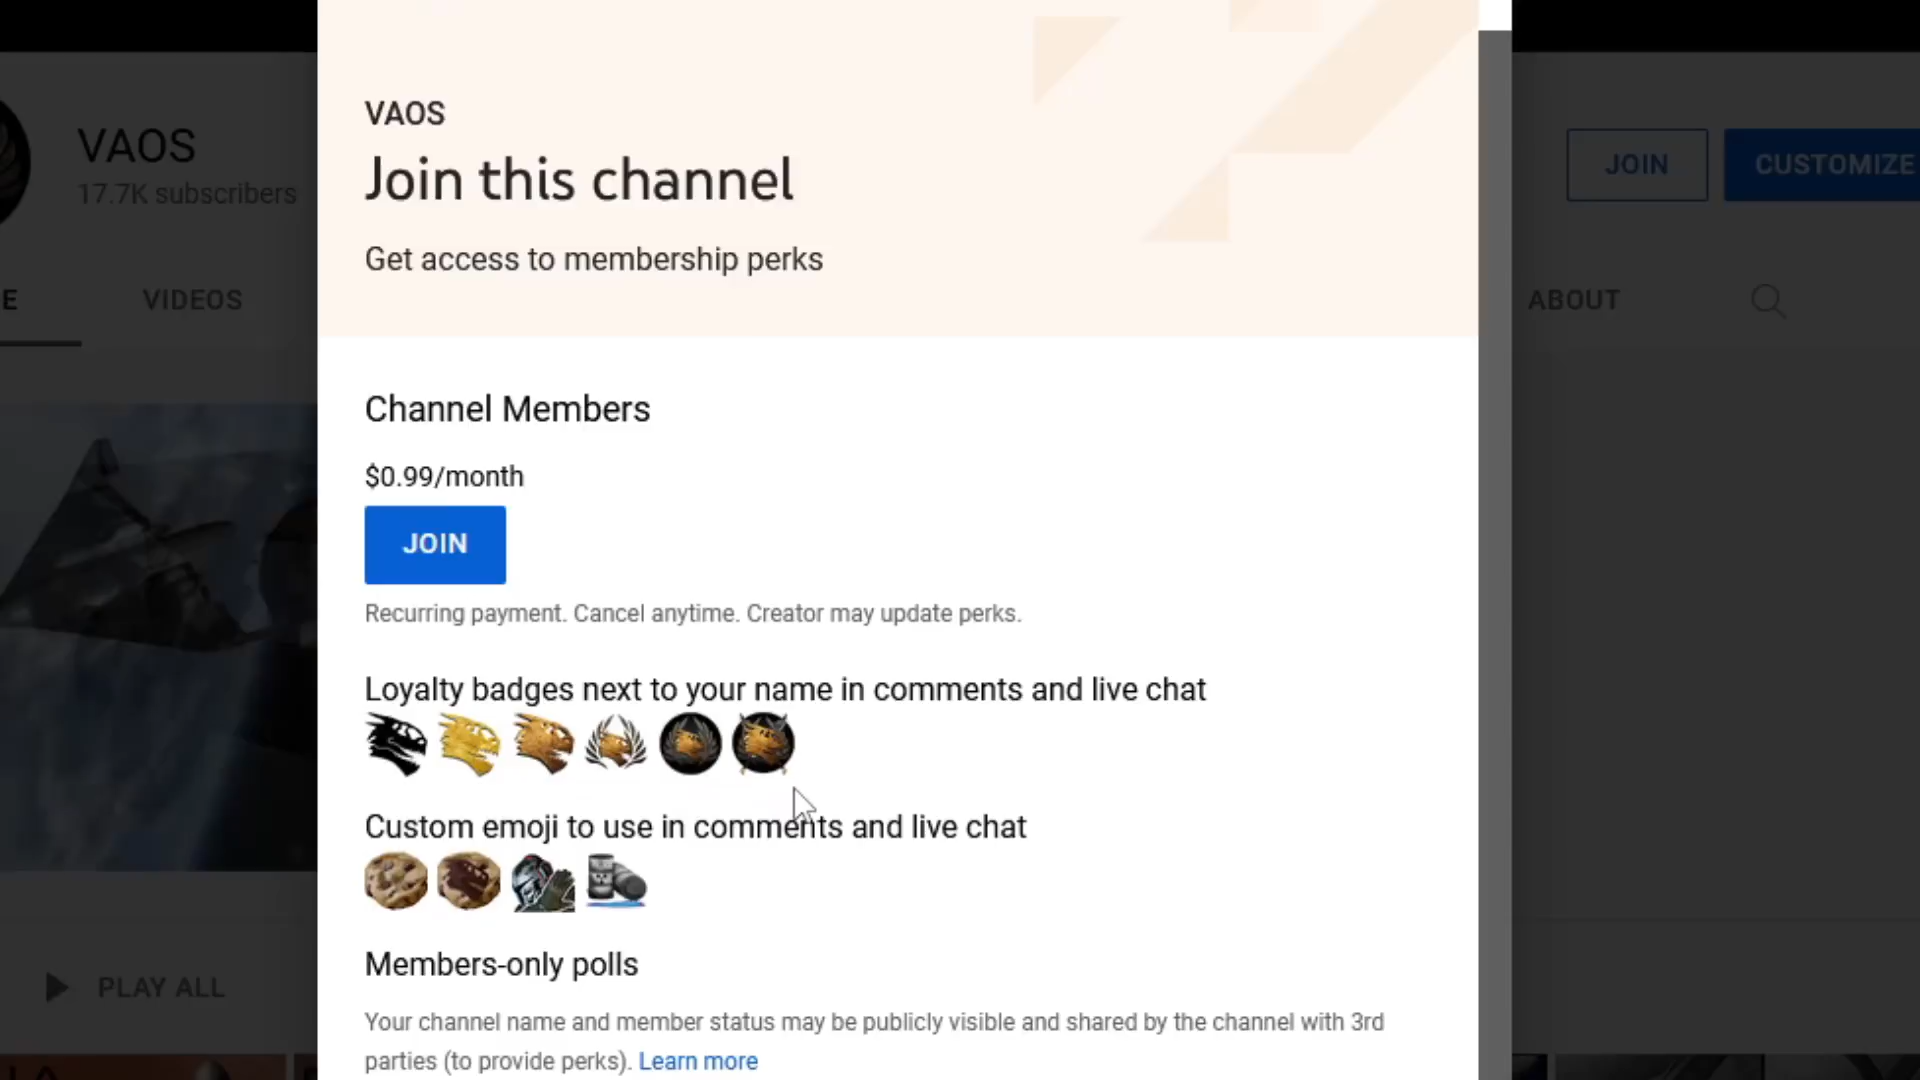 VAOS
Join this channel
Get access to membership perks
VAOS
17.7K subscribers
JOIN
CUSTOMIZE
E
VIDEOS
ABOUT
Channel Members
$0.99/month
JOIN
Recurring payment. Cancel anytime. Creator may update perks.
Loyalty badges next to your name in comments and live chat
Custom emoji to use in comments and live chat
Members-only polls
PLAY ALL
Your channel name and member status may be publicly visible and shared by the channel with 3rd
parties (to provide perks). Learn more